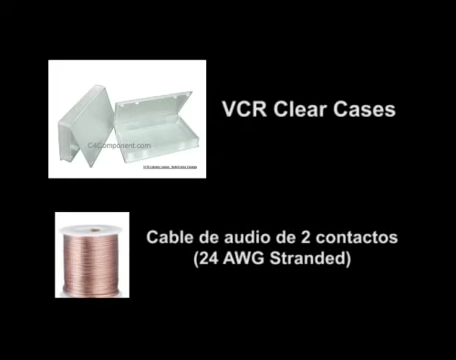 VCR Clear Cases
C4Component.com
Cable de audio de 2 contactos
(24 AWG Stranded)